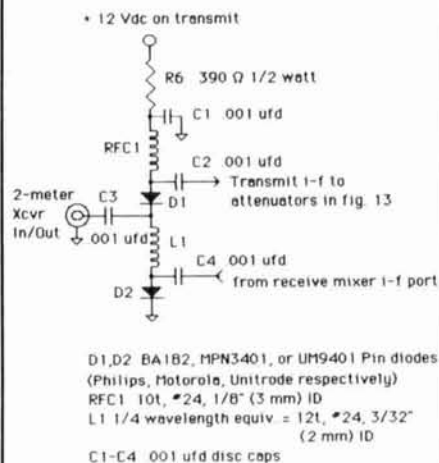 * 12 Vdc on transmit
R6 390 Ω 1/2 watt
C1 .001 ufd
RFC1
C2 .001 ufd
Transmit i-f to
attenuators in fig. 13
2-meter
Xcvr
In/Out
C3
.001 ufd
D1
L1
C4 .001 ufd
from receive mixer i-f port
D2
D1,D2 BA182, MPN3401, or UM9401 Pin diodes
(Philips, Motorola, Unitrode respectively)
RFC1 10t, #24, 1/8" (3 mm) ID
L1 1/4 wavelength equiv. = 12t, #24, 3/32"
(2 mm) ID
C1-C4 .001 ufd disc caps